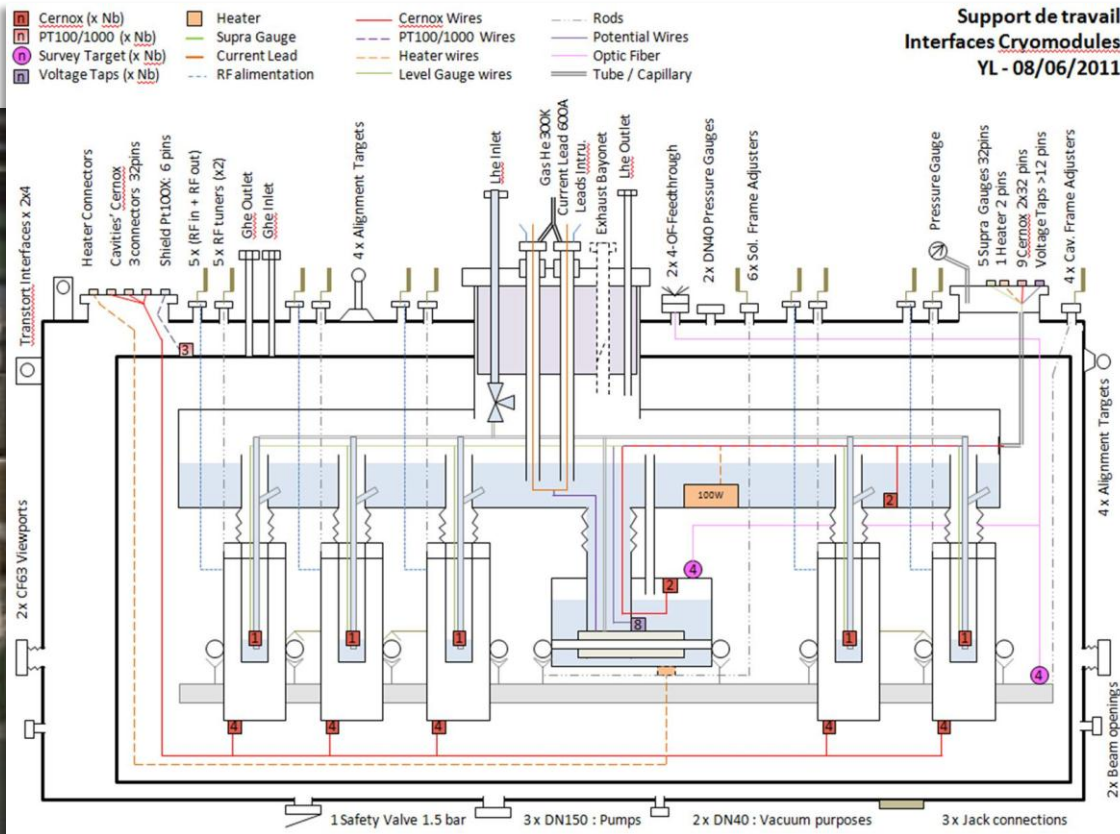 n Cernox (x Nb)
n PT100/1000 (x Nb)
n Survey Target (x Nb)
n Voltage Taps (x Nb)
Heater
Supra Gauge
Current Lead
RF alimentation
Cernox Wires
PT100/1000 Wires
Heater wires
Level Gauge wires
Rods
Potential Wires
Optic Fiber
Tube / Capillary
Support de travail
Interfaces Cryomodules
YL - 08/06/2011
Transtort Interfaces x 2x4
Heater Connectors
Cavities' Cernox
3 connectors 32pins
Shield Pt100X: 6 pins
5 x (RF in + RF out)
5 x RF tuners (x2)
Ghe Outlet
Ghe Inlet
4 x Alignment Targets
Lhe Inlet
Gas He 300K
Current Lead 600A
Leads Intru.
Exhaust Bayonet
Lhe Outlet
2x 4-OF-Feedthrough
2x DN40 Pressure Gauges
6x Sol. Frame Adjusters
Pressure Gauge
5 Supra Gauges 32pins
1 Heater 2 pins
9 Cernox 2x32 pins
Voltage Taps >12 pins
4 x Cav. Frame Adjusters
3
100W
2
4
2
8
1
1
1
1
1
4
4
4
4
4
4
2x CF63 Viewports
4 x Alignment Targets
2x Beam openings
1 Safety Valve 1.5 bar
3 x DN150 : Pumps
2 x DN40 : Vacuum purposes
3 x Jack connections